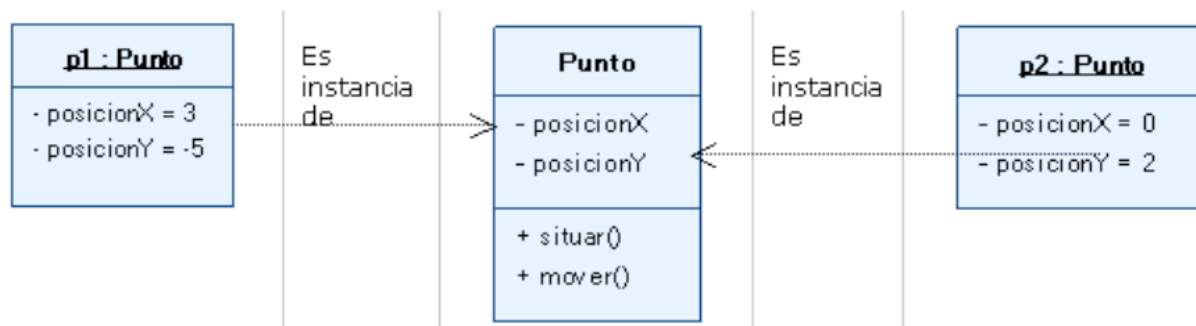 p1 : Punto
- posicionX = 3
- posicionY = -5
Es
instancia
de
Punto
- posicionX
- posicionY
+ situar()
+ mover()
Es
instancia
de
p2 : Punto
- posicionX = 0
- posicionY = 2